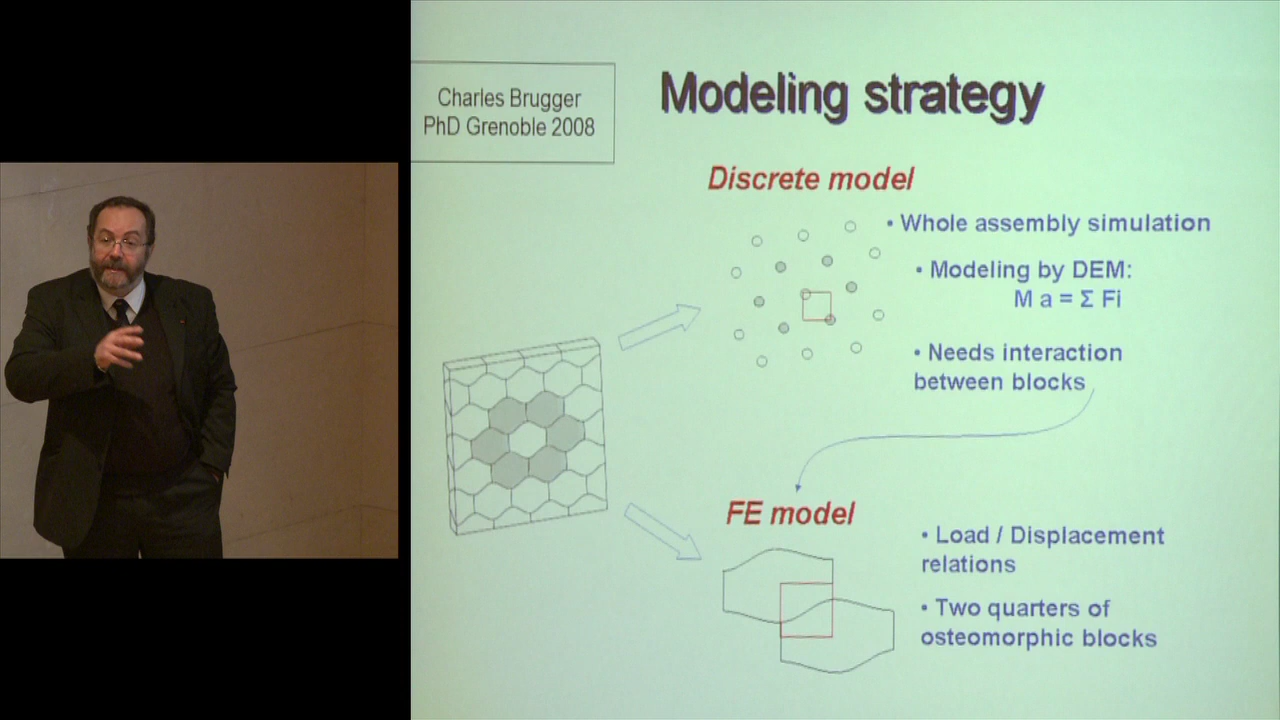 Charles Brugger
PhD Grenoble 2008
Modeling strategy
Discrete model
• Whole assembly simulation
• Modeling by DEM:
M a = Σ Fi
• Needs interaction
between blocks
FE model
• Load / Displacement
relations
• Two quarters of
osteomorphic blocks